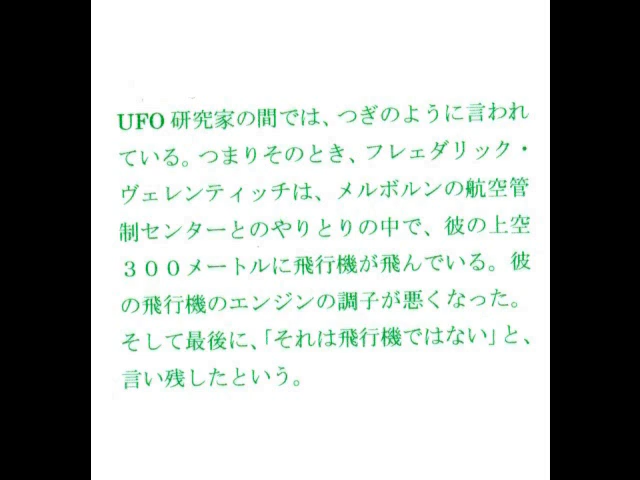 UFO 研究家の間では、つぎのように言われ
ている。つまりそのとき、フレェダリック・
ヴェレンティッチは、メルボルンの航空管
制センターとのやりとりの中で、彼の上空
３００メートルに飛行機が飛んでいる。彼
の飛行機のエンジンの調子が悪くなった。
そして最後に、「それは飛行機ではない」と、
言い残したという。